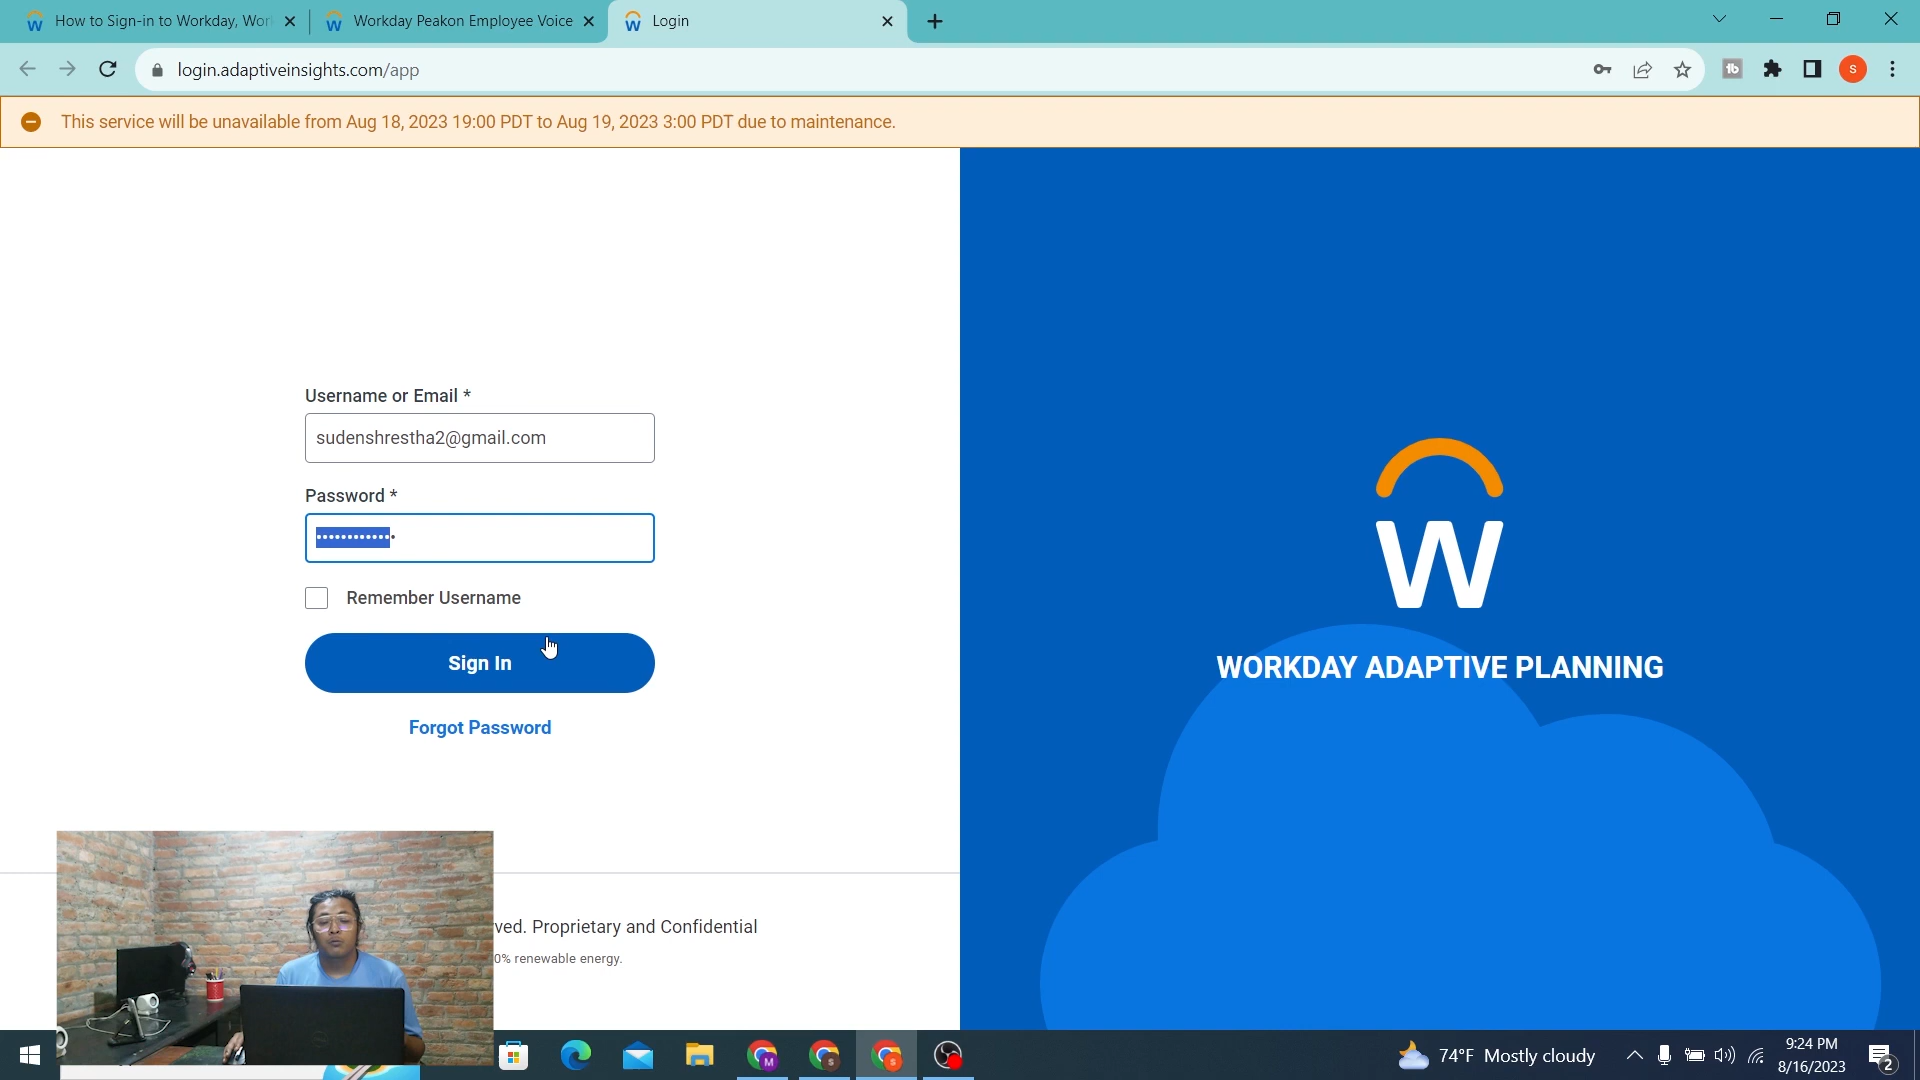 How to Sign-in to Workday, Wor
Workday Peakon Employee Voice
Login
login.adaptiveinsights.com/app
This service will be unavailable from Aug 18, 2023 19:00 PDT to Aug 19, 2023 3:00 PDT due to maintenance.
Username or Email *
sudenshrestha2@gmail.com
Password *
Remember Username
Sign In
Forgot Password
W
WORKDAY ADAPTIVE PLANNING
ved. Proprietary and Confidential
0% renewable energy.
74°F Mostly cloudy
9:24 PM
8/16/2023
2